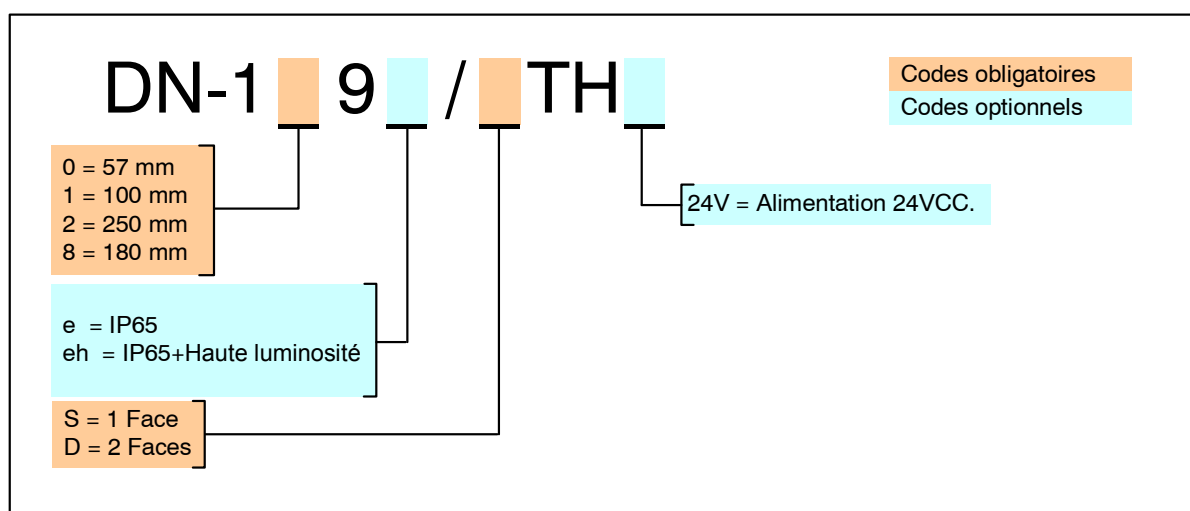 DN-1 9 / TH
Codes obligatoires
Codes optionnels
0 = 57 mm
1 = 100 mm
2 = 250 mm
8 = 180 mm
24V = Alimentation 24VCC.
e = IP65
eh = IP65+Haute luminosité
S = 1 Face
D = 2 Faces